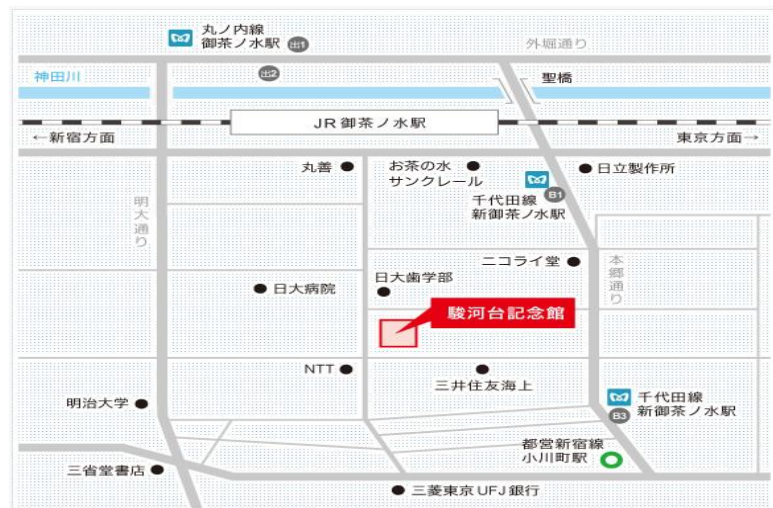 丸ノ内線
御茶ノ水駅 出1
外堀通り
神田川
出2
聖橋
JR御茶ノ水駅
←新宿方面
東京方面→
丸善
お茶の水
サンクレール
日立製作所
千代田線 B1
新御茶ノ水駅
明大通り
ニコライ堂
本郷通り
日大歯学部
日大病院
駿河台記念館
NTT
三井住友海上
明治大学
千代田線
B3 新御茶ノ水駅
都営新宿線
小川町駅
三省堂書店
三菱東京UFJ銀行